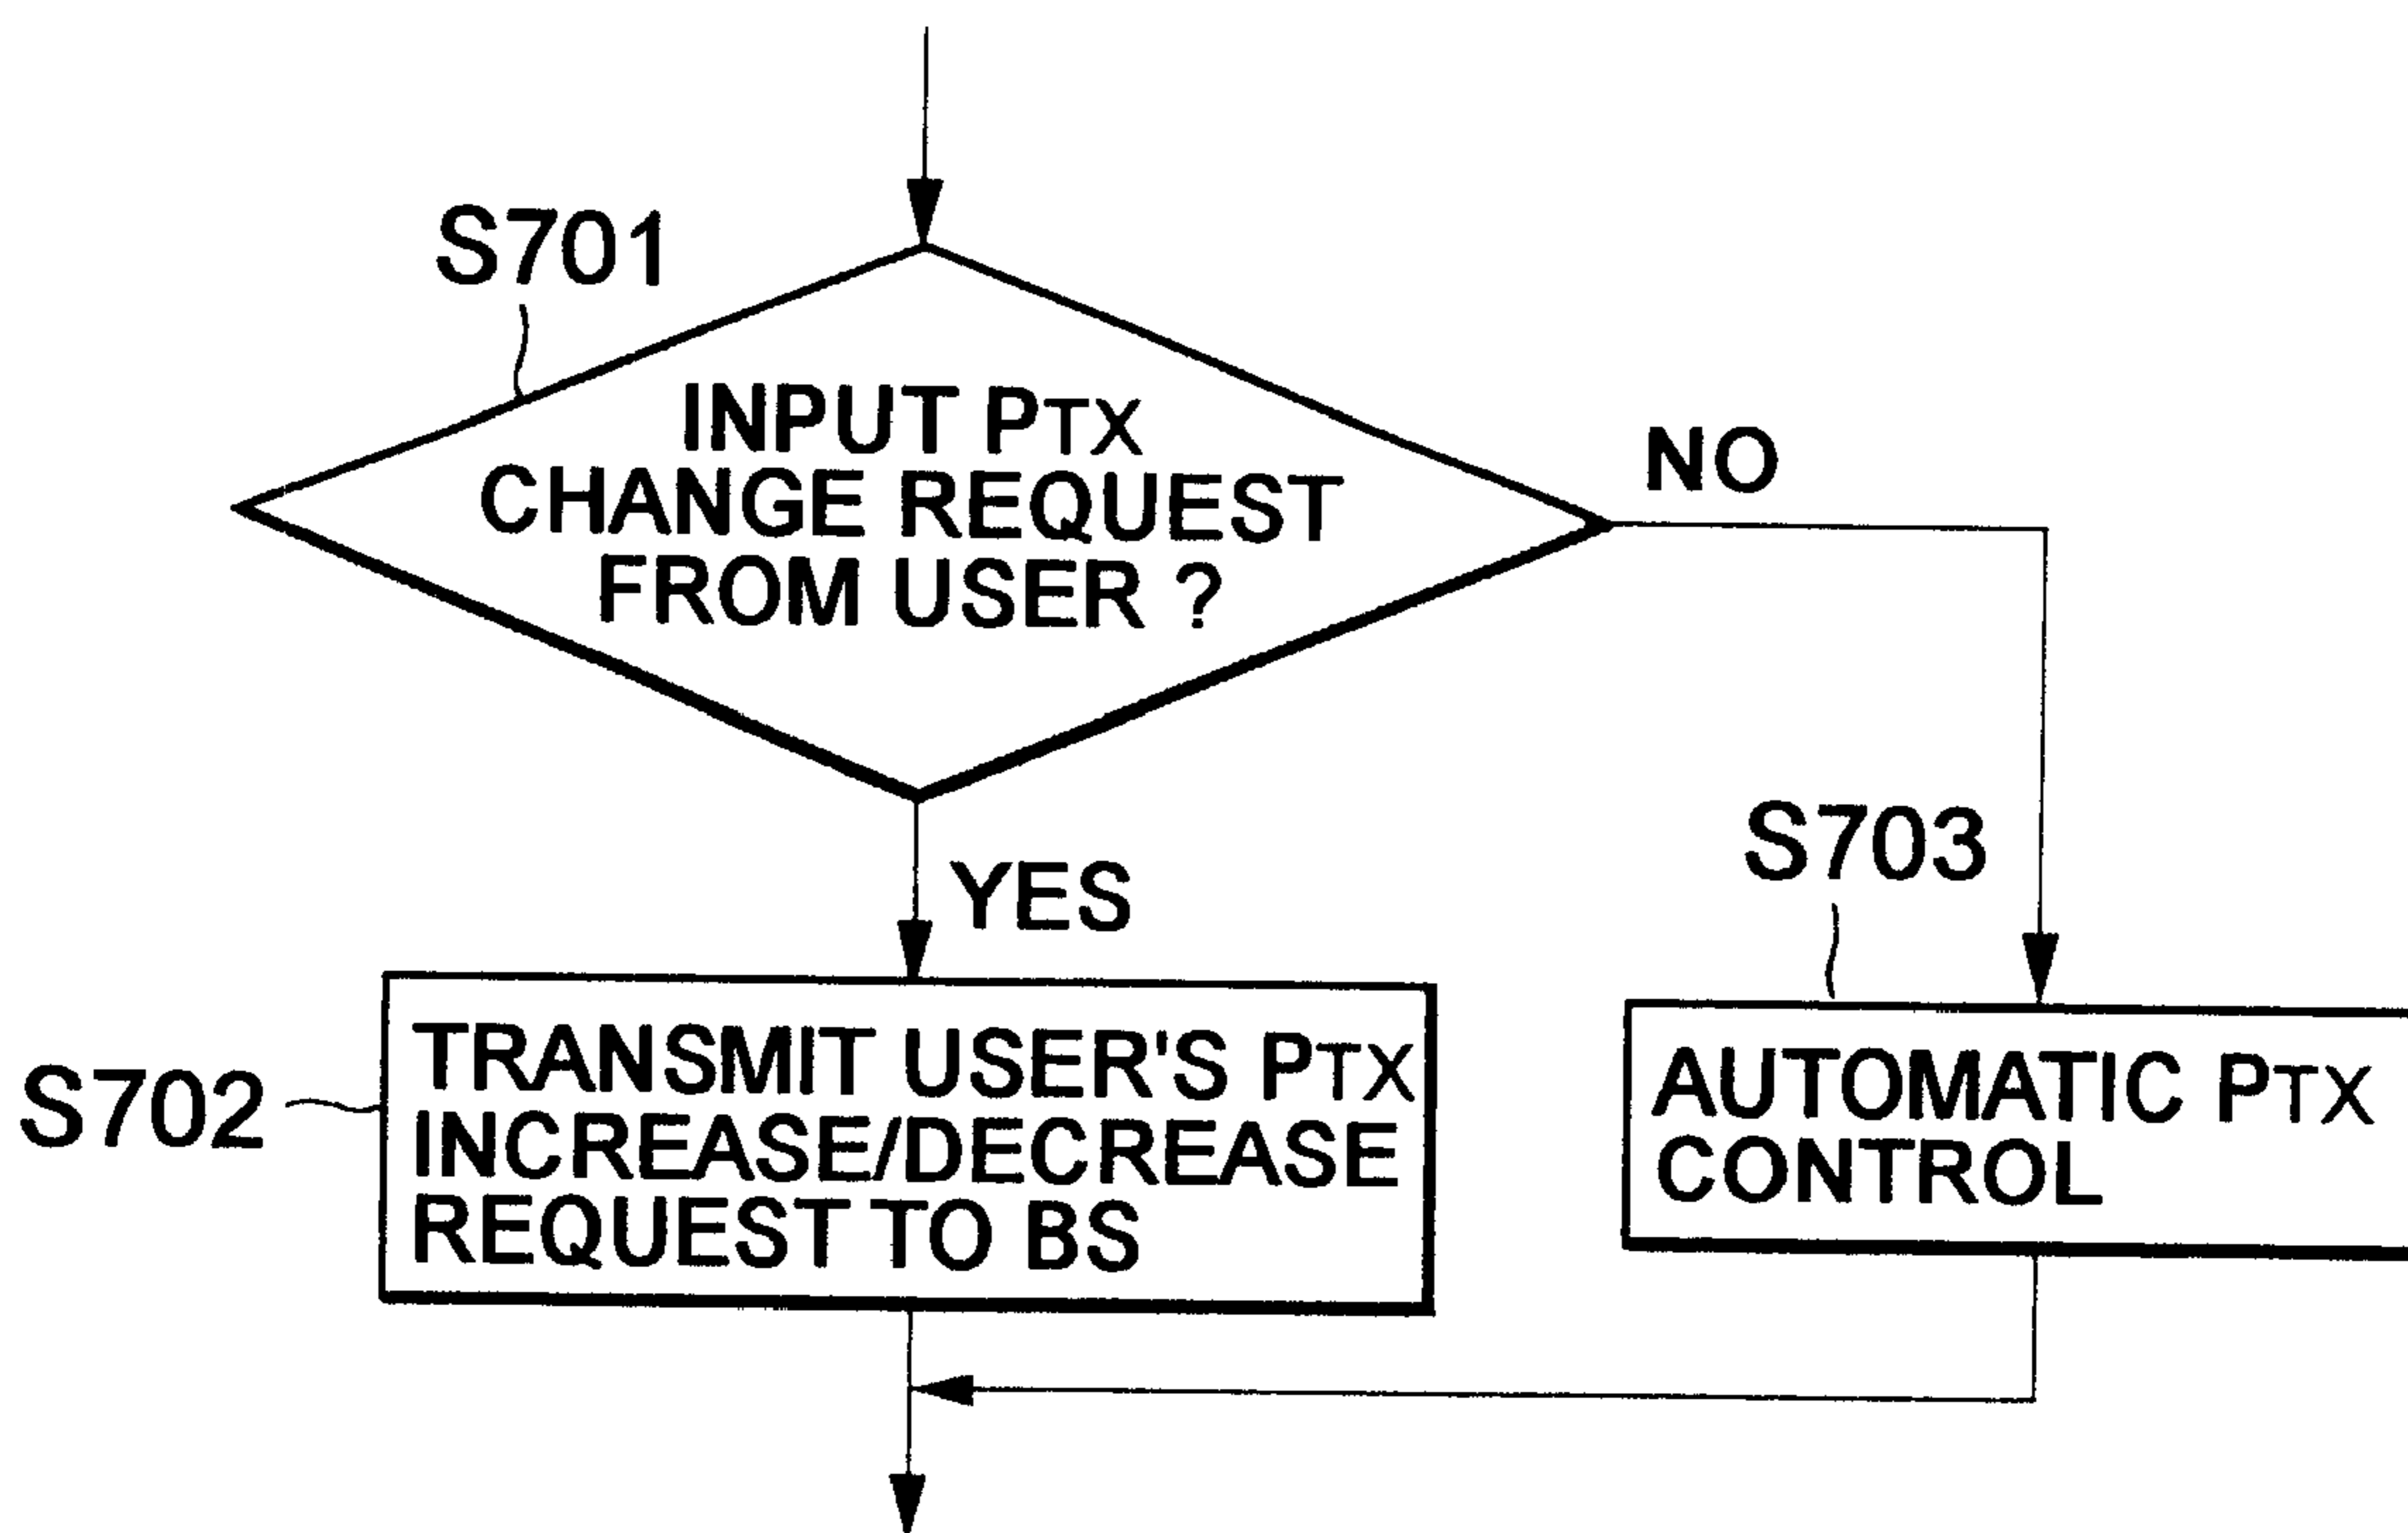 S701
INPUT PTX
CHANGE REQUEST
FROM USER ?
NO
YES
S703
S702
TRANSMIT USER'S PTX
INCREASE/DECREASE
REQUEST TO BS
AUTOMATIC PTX
CONTROL